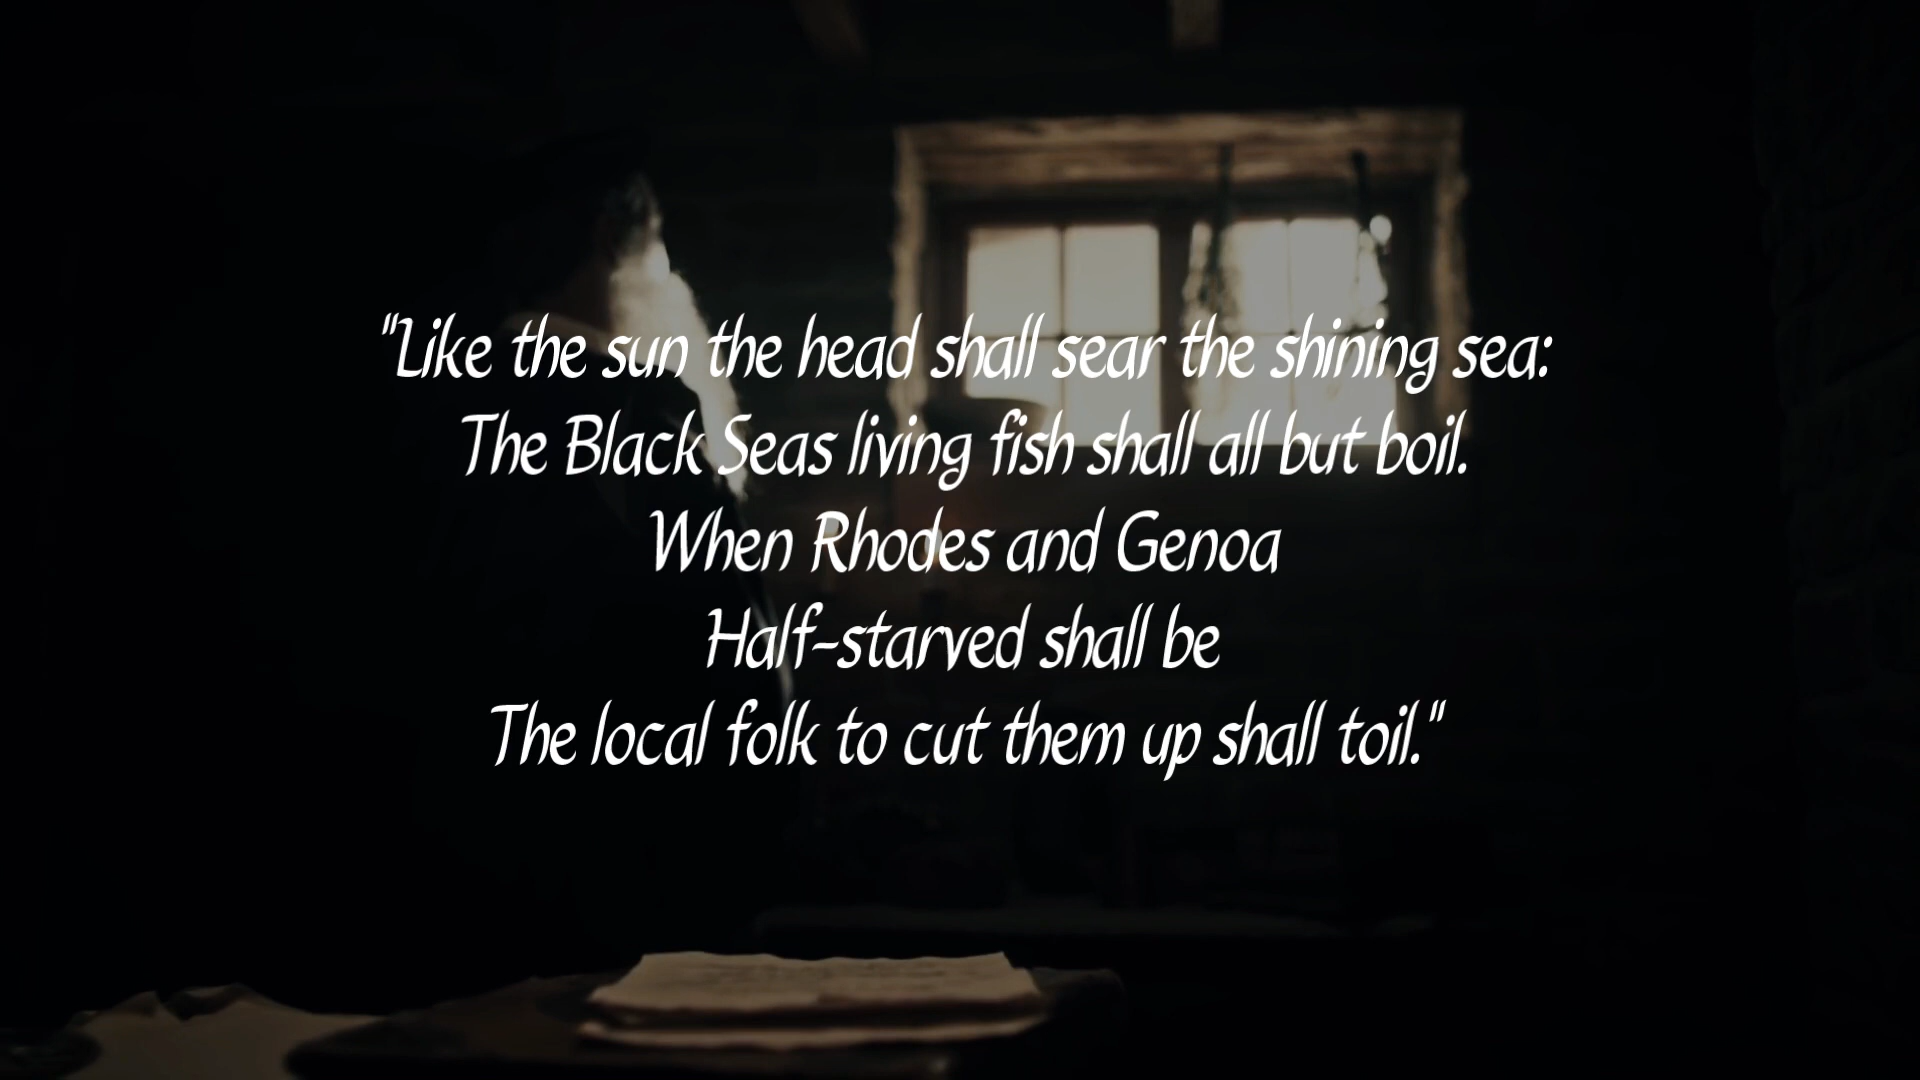 "Like the sun the head shall sear the shining sea:
The Black Seas living fish shall all but boil.
When Rhodes and Genoa
Half-starved shall be
The local folk to cut them up shall toil."